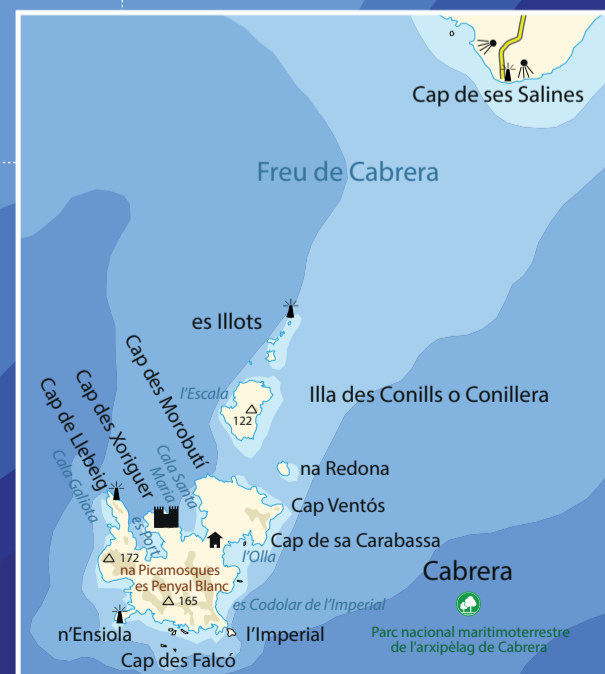 Cap de ses Salines
Freu de Cabrera
es Illots
Cap des Morobutí
l'Escala
122
Illa des Conills o Conillera
Cap des Xoriguer
Cap de Llebeig
Cala Santa
Maria
Cala Galiota
es Port
na Redona
Cap Ventós
Cap de sa Carabassa
l'Olla
172
na Picamosques
es Penyal Blanc
165
Cabrera
es Codolar de l'Imperial
n'Ensiola
l'Imperial
Cap des Falcó
Parc nacional maritimoterrestre
de l'arxipèlag de Cabrera